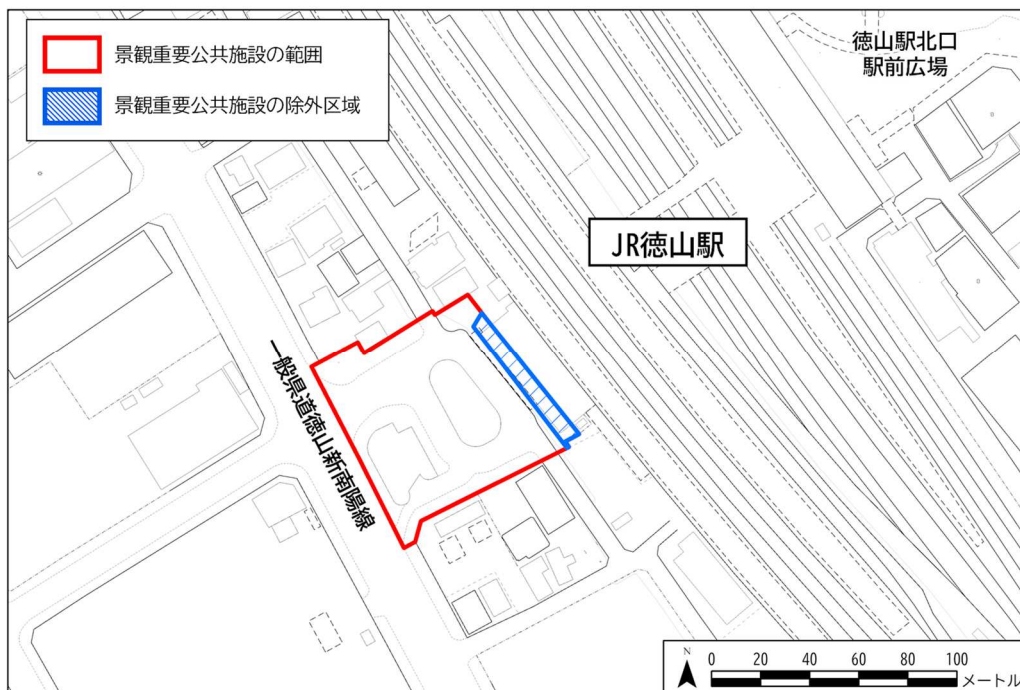 景観重要公共施設の範囲
景観重要公共施設の除外区域
徳山駅北口
駅前広場
JR徳山駅
一般県道徳山新南陽線
N
0 20 40 60 80 100
メートル